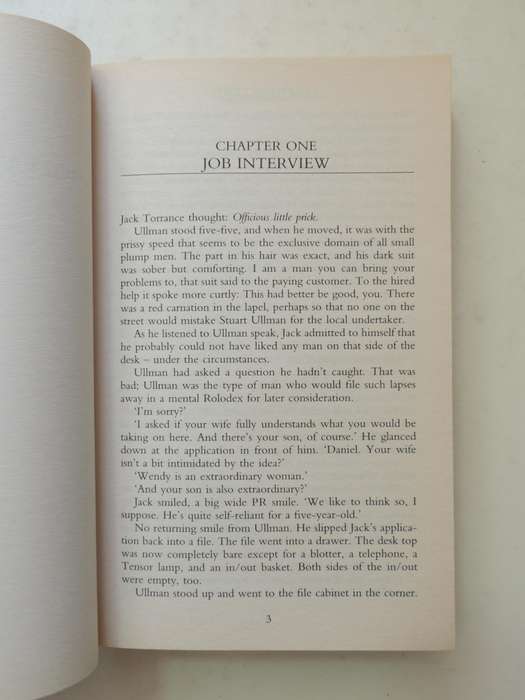 CHAPTER ONE
JOB INTERVIEW
Jack Torrance thought: Officious little prick.
Ullman stood five-five, and when he moved, it was with the
prissy speed that seems to be the exclusive domain of all small
plump men. The part in his hair was exact, and his dark suit
was sober but comforting. I am a man you can bring your
problems to, that suit said to the paying customer. To the hired
help it spoke more curtly: This had better be good, you. There
was a red carnation in the lapel, perhaps so that no one on the
street would mistake Stuart Ullman for the local undertaker.
As he listened to Ullman speak, Jack admitted to himself that
he probably could not have liked any man on that side of the
desk – under the circumstances.
Ullman had asked a question he hadn't caught. That was
bad; Ullman was the type of man who would file such lapses
away in a mental Rolodex for later consideration.
'I'm sorry?'
'I asked if your wife fully understands what you would be
taking on here. And there's your son, of course.' He glanced
down at the application in front of him. 'Daniel. Your wife
isn't a bit intimidated by the idea?'
'Wendy is an extraordinary woman.'
'And your son is also extraordinary?'
Jack smiled, a big wide PR smile. 'We like to think so, I
suppose. He's quite self-reliant for a five-year-old.'
No returning smile from Ullman. He slipped Jack's applica-
tion back into a file. The file went into a drawer. The desk top
was now completely bare except for a blotter, a telephone, a
Tensor lamp, and an in/out basket. Both sides of the in/out
were empty, too.
Ullman stood up and went to the file cabinet in the corner.
3